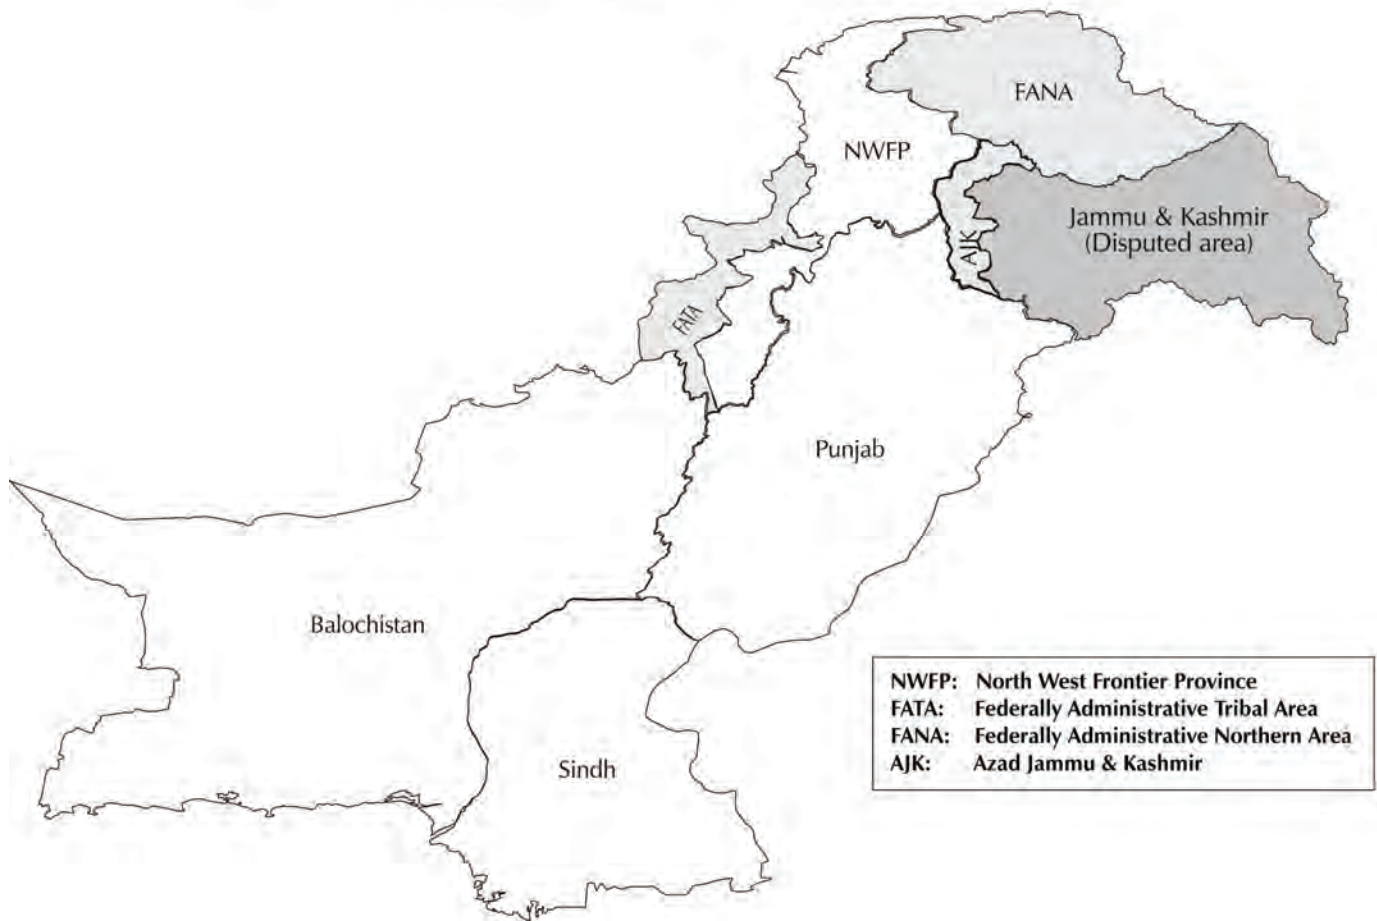 FANA
NWFP
Jammu & Kashmir
(Disputed area)
AJK
FATA
Punjab
Balochistan
Sindh
NWFP: North West Frontier Province
FATA: Federally Administrative Tribal Area
FANA: Federally Administrative Northern Area
AJK: Azad Jammu & Kashmir